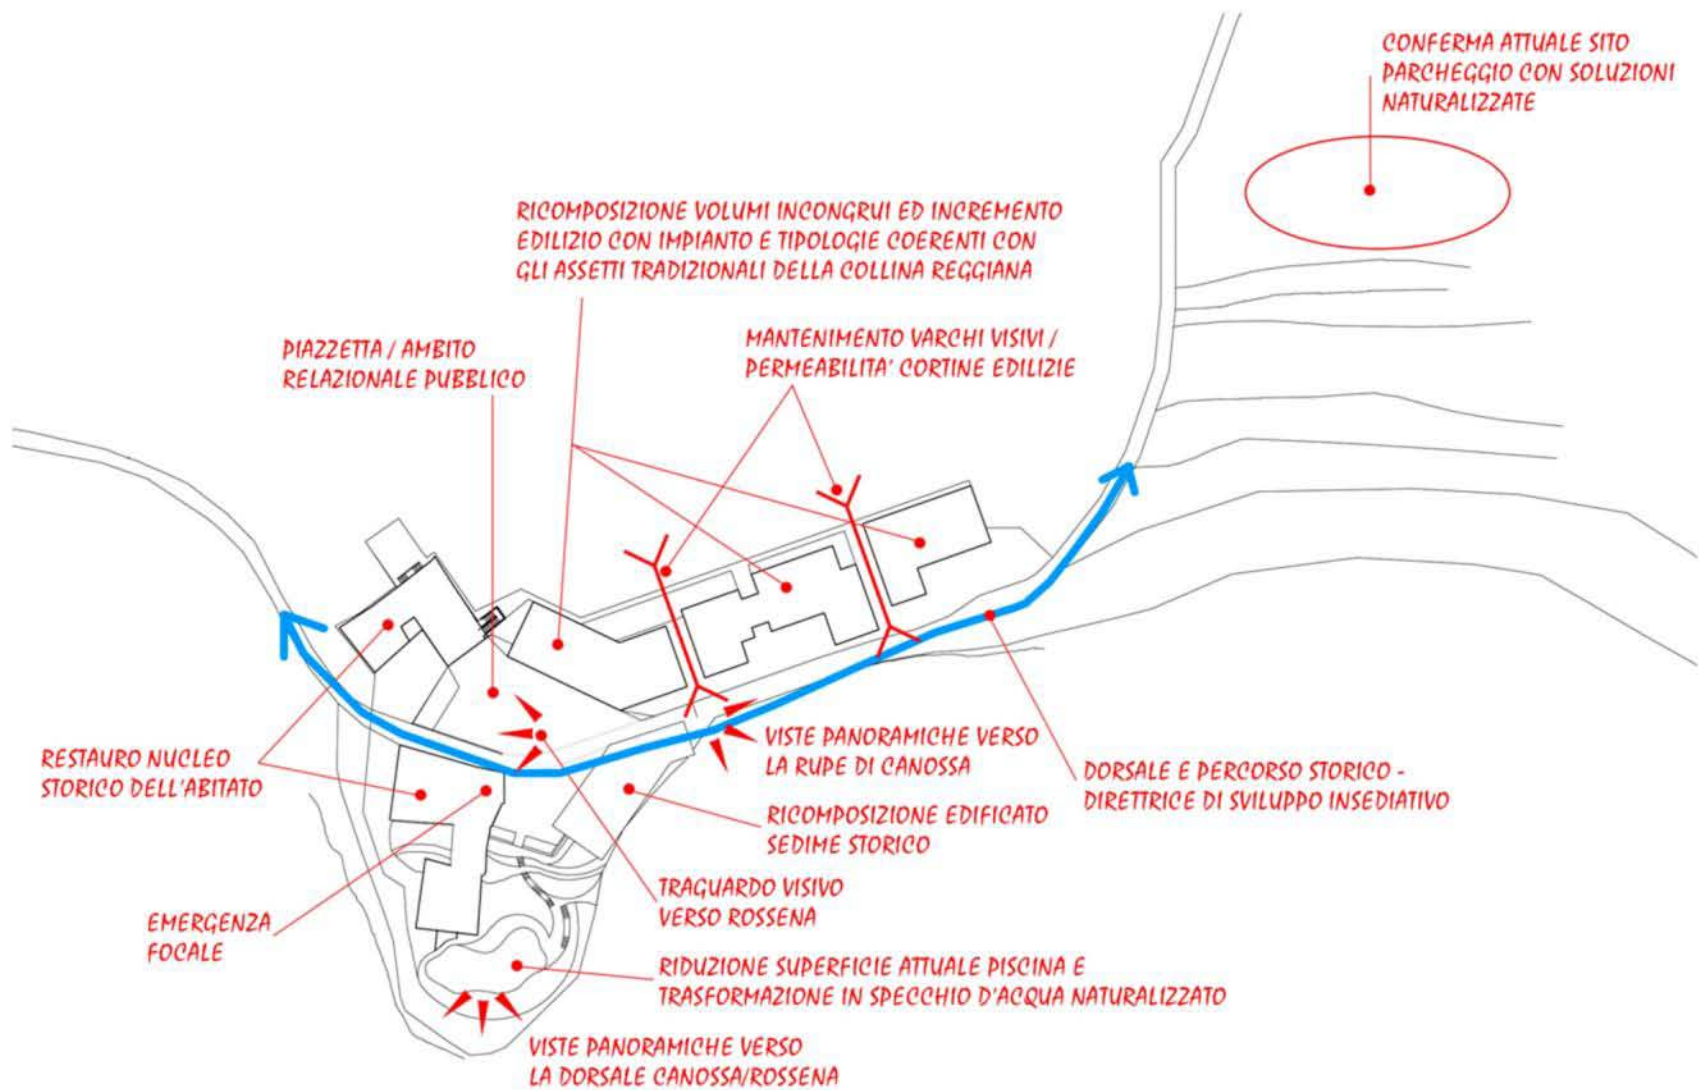 CONFERMA ATTUALE SITO
PARCHEGGIO CON SOLUZIONI
NATURALIZZATE
RICOMPOSIZIONE VOLUMI INCONGRUI ED INCREMENTO
EDILIZIO CON IMPIANTO E TIPOLOGIE COERENTI CON
GLI ASSETTI TRADIZIONALI DELLA COLLINA REGGIANA
MANTENIMENTO VARCHI VISIVI /
PERMEABILITA' CORTINE EDILIZIE
PIAZZETTA / AMBITO
RELAZIONALE PUBBLICO
RESTAURO NUCLEO
STORICO DELL'ABITATO
VISTE PANORAMICHE VERSO
LA RUPE DI CANOSSA
DORSALE E PERCORSO STORICO -
DIRETTRICE DI SVILUPPO INSEDIATIVO
RICOMPOSIZIONE EDIFICATO
SEDIME STORICO
TRAGUARDO VISIVO
VERSO ROSSENA
EMERGENZA
FOCALE
RIDUZIONE SUPERFICIE ATTUALE PISCINA E
TRASFORMAZIONE IN SPECCHIO D'ACQUA NATURALIZZATO
VISTE PANORAMICHE VERSO
LA DORSALE CANOSSA/ROSSENA